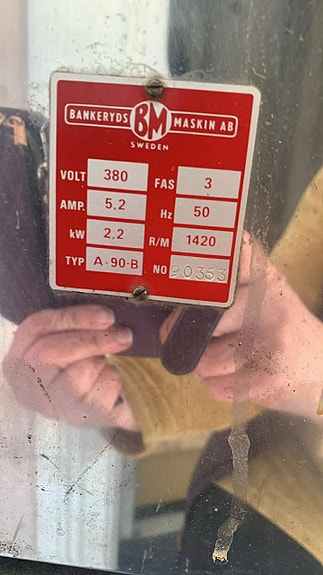 BANKERYDS BM MASKIN AB
SWEDEN
VOLT 380 FAS 3
AMP. 5,2 Hz 50
kW 2,2 R/M 1420
TYP A-90-B NO 90363